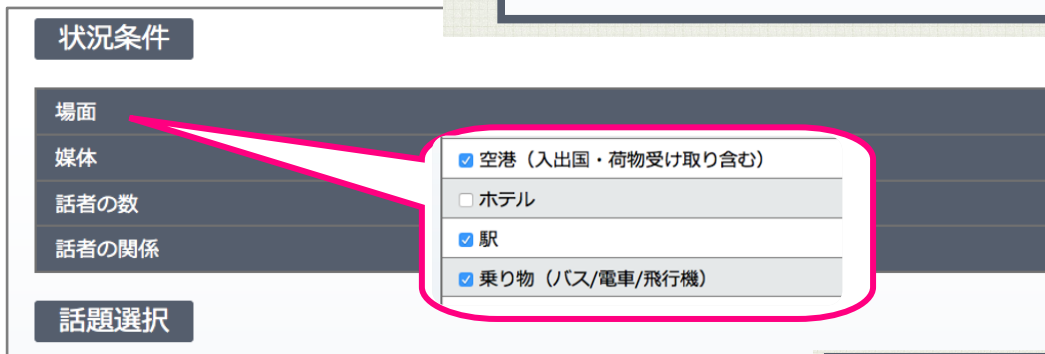 状況条件
場面
媒体
話者の数
話者の関係
空港（入出国・荷物受け取り含む）
ホテル
駅
乗り物（バス/電車/飛行機）
話題選択